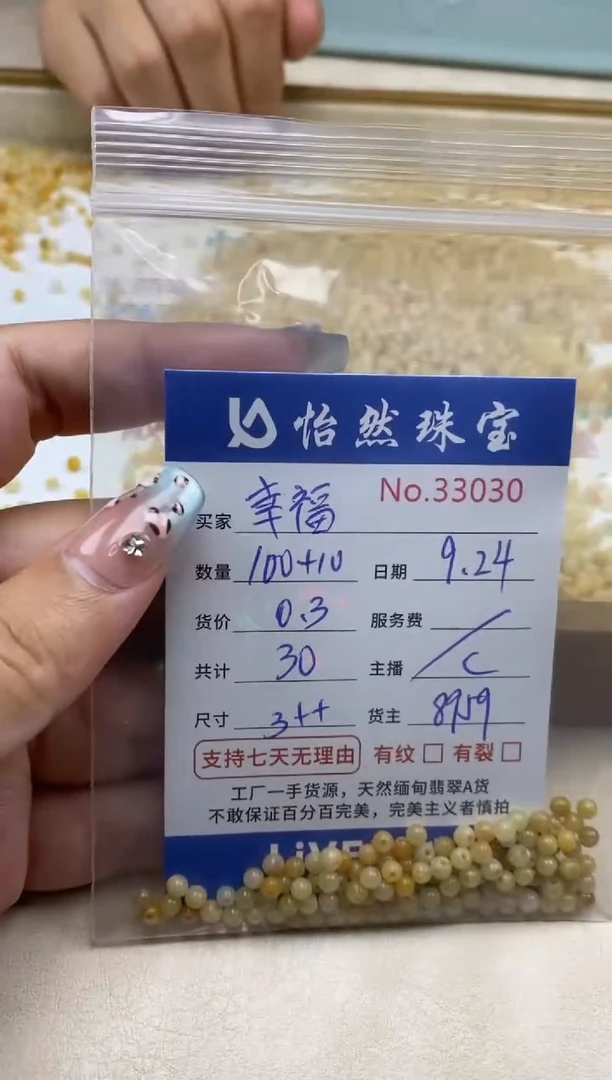 怡然珠宝
No.33030
买家 幸福
数量 100+10 日期 9.24
货价 0.3 服务费 /
共计 30 主播 C
尺寸 3++ 货主 8959
支持七天无理由 有纹 □ 有裂 □
工厂一手货源，天然缅甸翡翠A货
不敢保证百分百完美，完美主义者慎拍